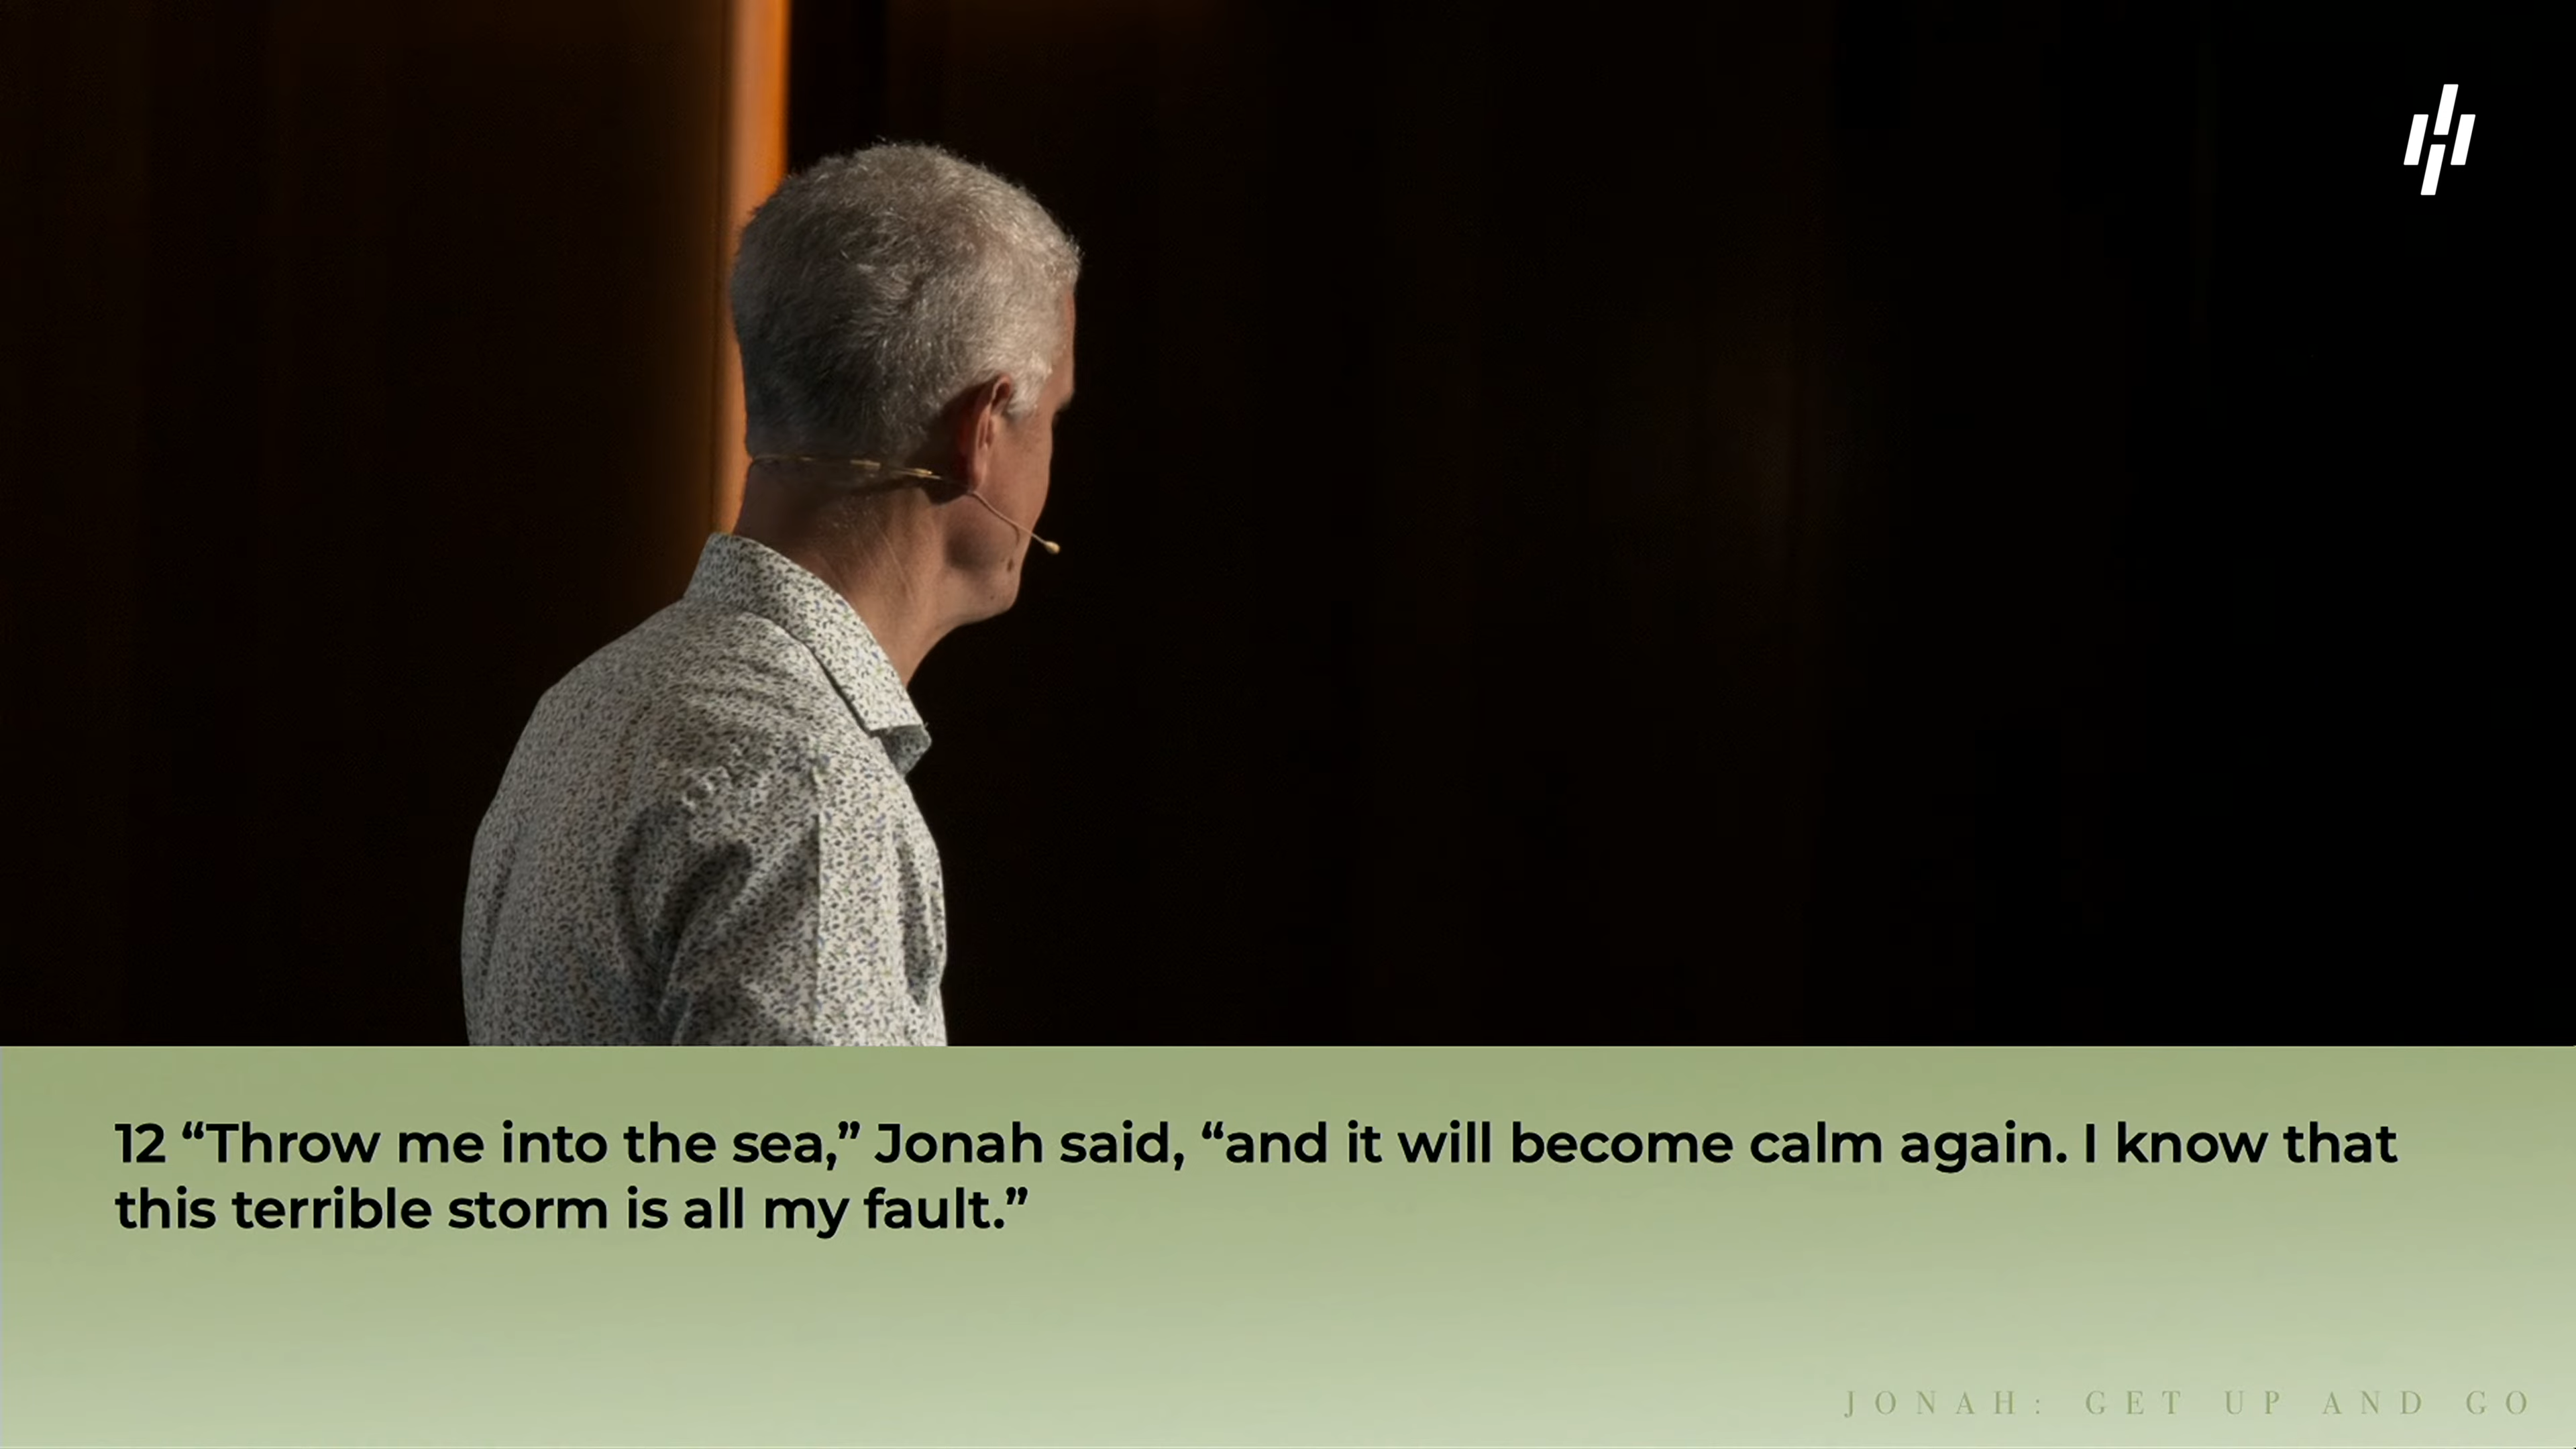 12 “Throw me into the sea,” Jonah said, “and it will become calm again. I know that
this terrible storm is all my fault.”
JONAH: GET UP AND GO